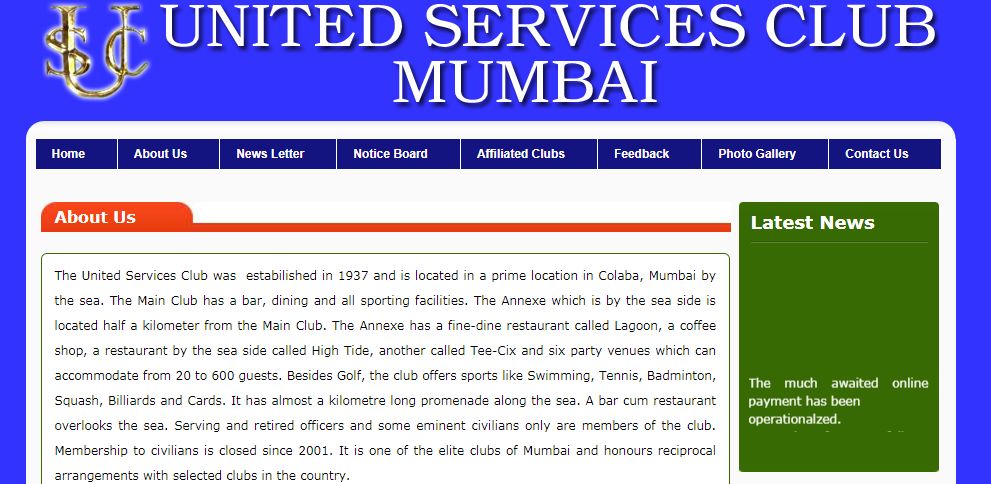 USC
UNITED SERVICES CLUB
MUMBAI
Home About Us News Letter Notice Board Affiliated Clubs Feedback Photo Gallery Contact Us
About Us
The United Services Club was estabilished in 1937 and is located in a prime location in Colaba, Mumbai by
the sea. The Main Club has a bar, dining and all sporting facilities. The Annexe which is by the sea side is
located half a kilometer from the Main Club. The Annexe has a fine-dine restaurant called Lagoon, a coffee
shop, a restaurant by the sea side called High Tide, another called Tee-Cix and six party venues which can
accommodate from 20 to 600 guests. Besides Golf, the club offers sports like Swimming, Tennis, Badminton,
Squash, Billiards and Cards. It has almost a kilometre long promenade along the sea. A bar cum restaurant
overlooks the sea. Serving and retired officers and some eminent civilians only are members of the club.
Membership to civilians is closed since 2001. It is one of the elite clubs of Mumbai and honours reciprocal
arrangements with selected clubs in the country.
Latest News
The much awaited online
payment has been
operationalzed.